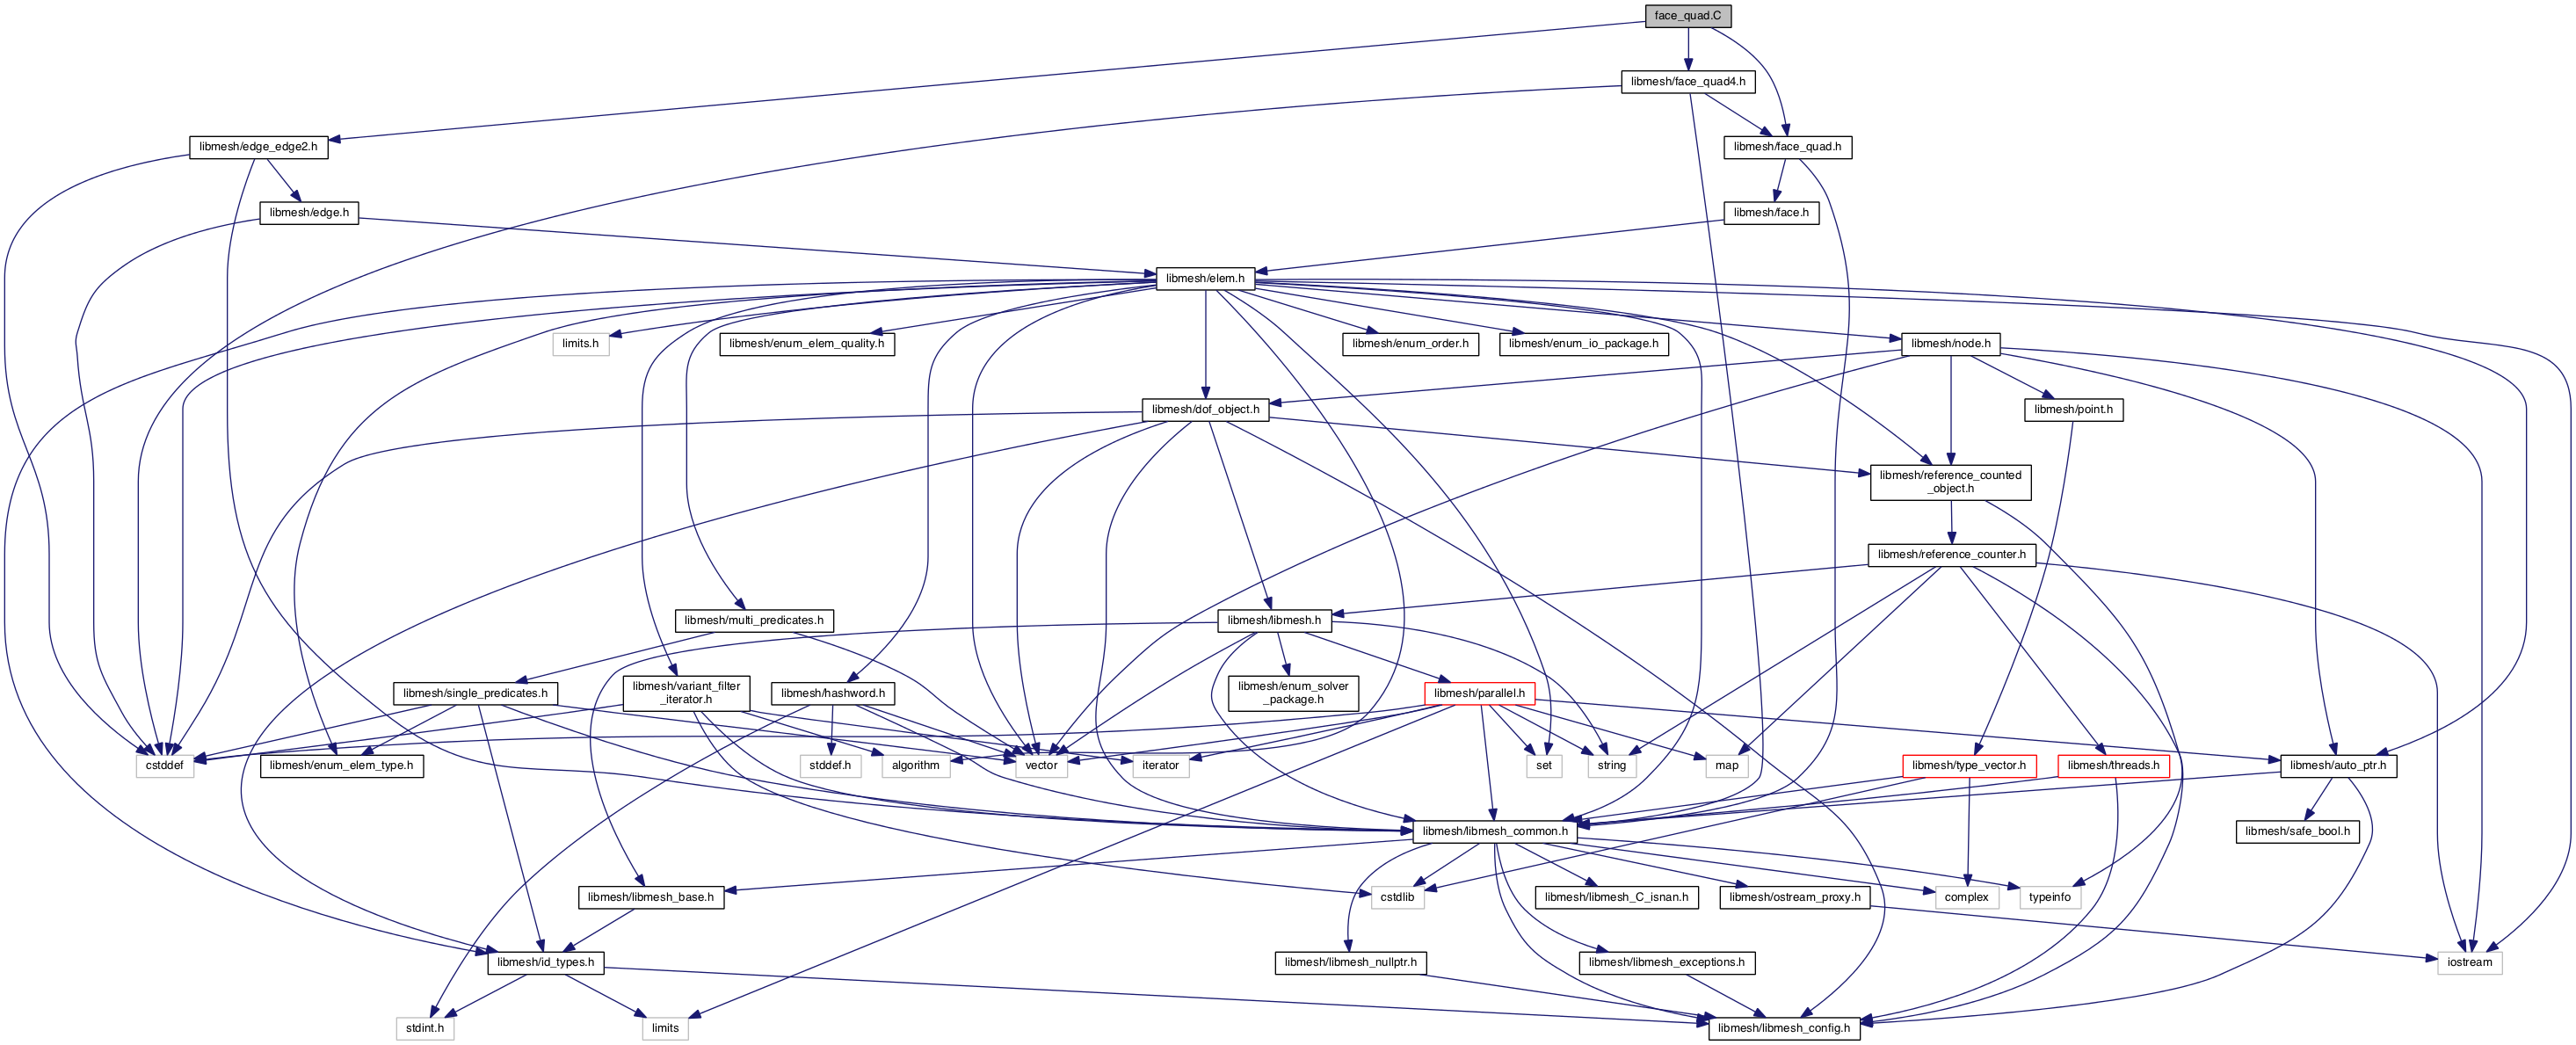 face_quad.C
libmesh/face_quad4.h
libmesh/edge_edge2.h
libmesh/face_quad.h
libmesh/edge.h
libmesh/face.h
libmesh/elem.h
limits.h
libmesh/enum_elem_quality.h
libmesh/enum_order.h
libmesh/enum_io_package.h
libmesh/node.h
libmesh/dof_object.h
libmesh/point.h
libmesh/reference_counted
_object.h
libmesh/reference_counter.h
libmesh/multi_predicates.h
libmesh/libmesh.h
libmesh/single_predicates.h
libmesh/variant_filter
_iterator.h
libmesh/hashword.h
libmesh/enum_solver
_package.h
libmesh/parallel.h
cstddef
libmesh/enum_elem_type.h
stddef.h
algorithm
vector
iterator
set
string
map
libmesh/type_vector.h
libmesh/threads.h
libmesh/auto_ptr.h
libmesh/libmesh_common.h
libmesh/safe_bool.h
libmesh/libmesh_base.h
cstdlib
libmesh/libmesh_C_isnan.h
libmesh/ostream_proxy.h
complex
typeinfo
libmesh/id_types.h
libmesh/libmesh_nullptr.h
libmesh/libmesh_exceptions.h
iostream
stdint.h
limits
libmesh/libmesh_config.h